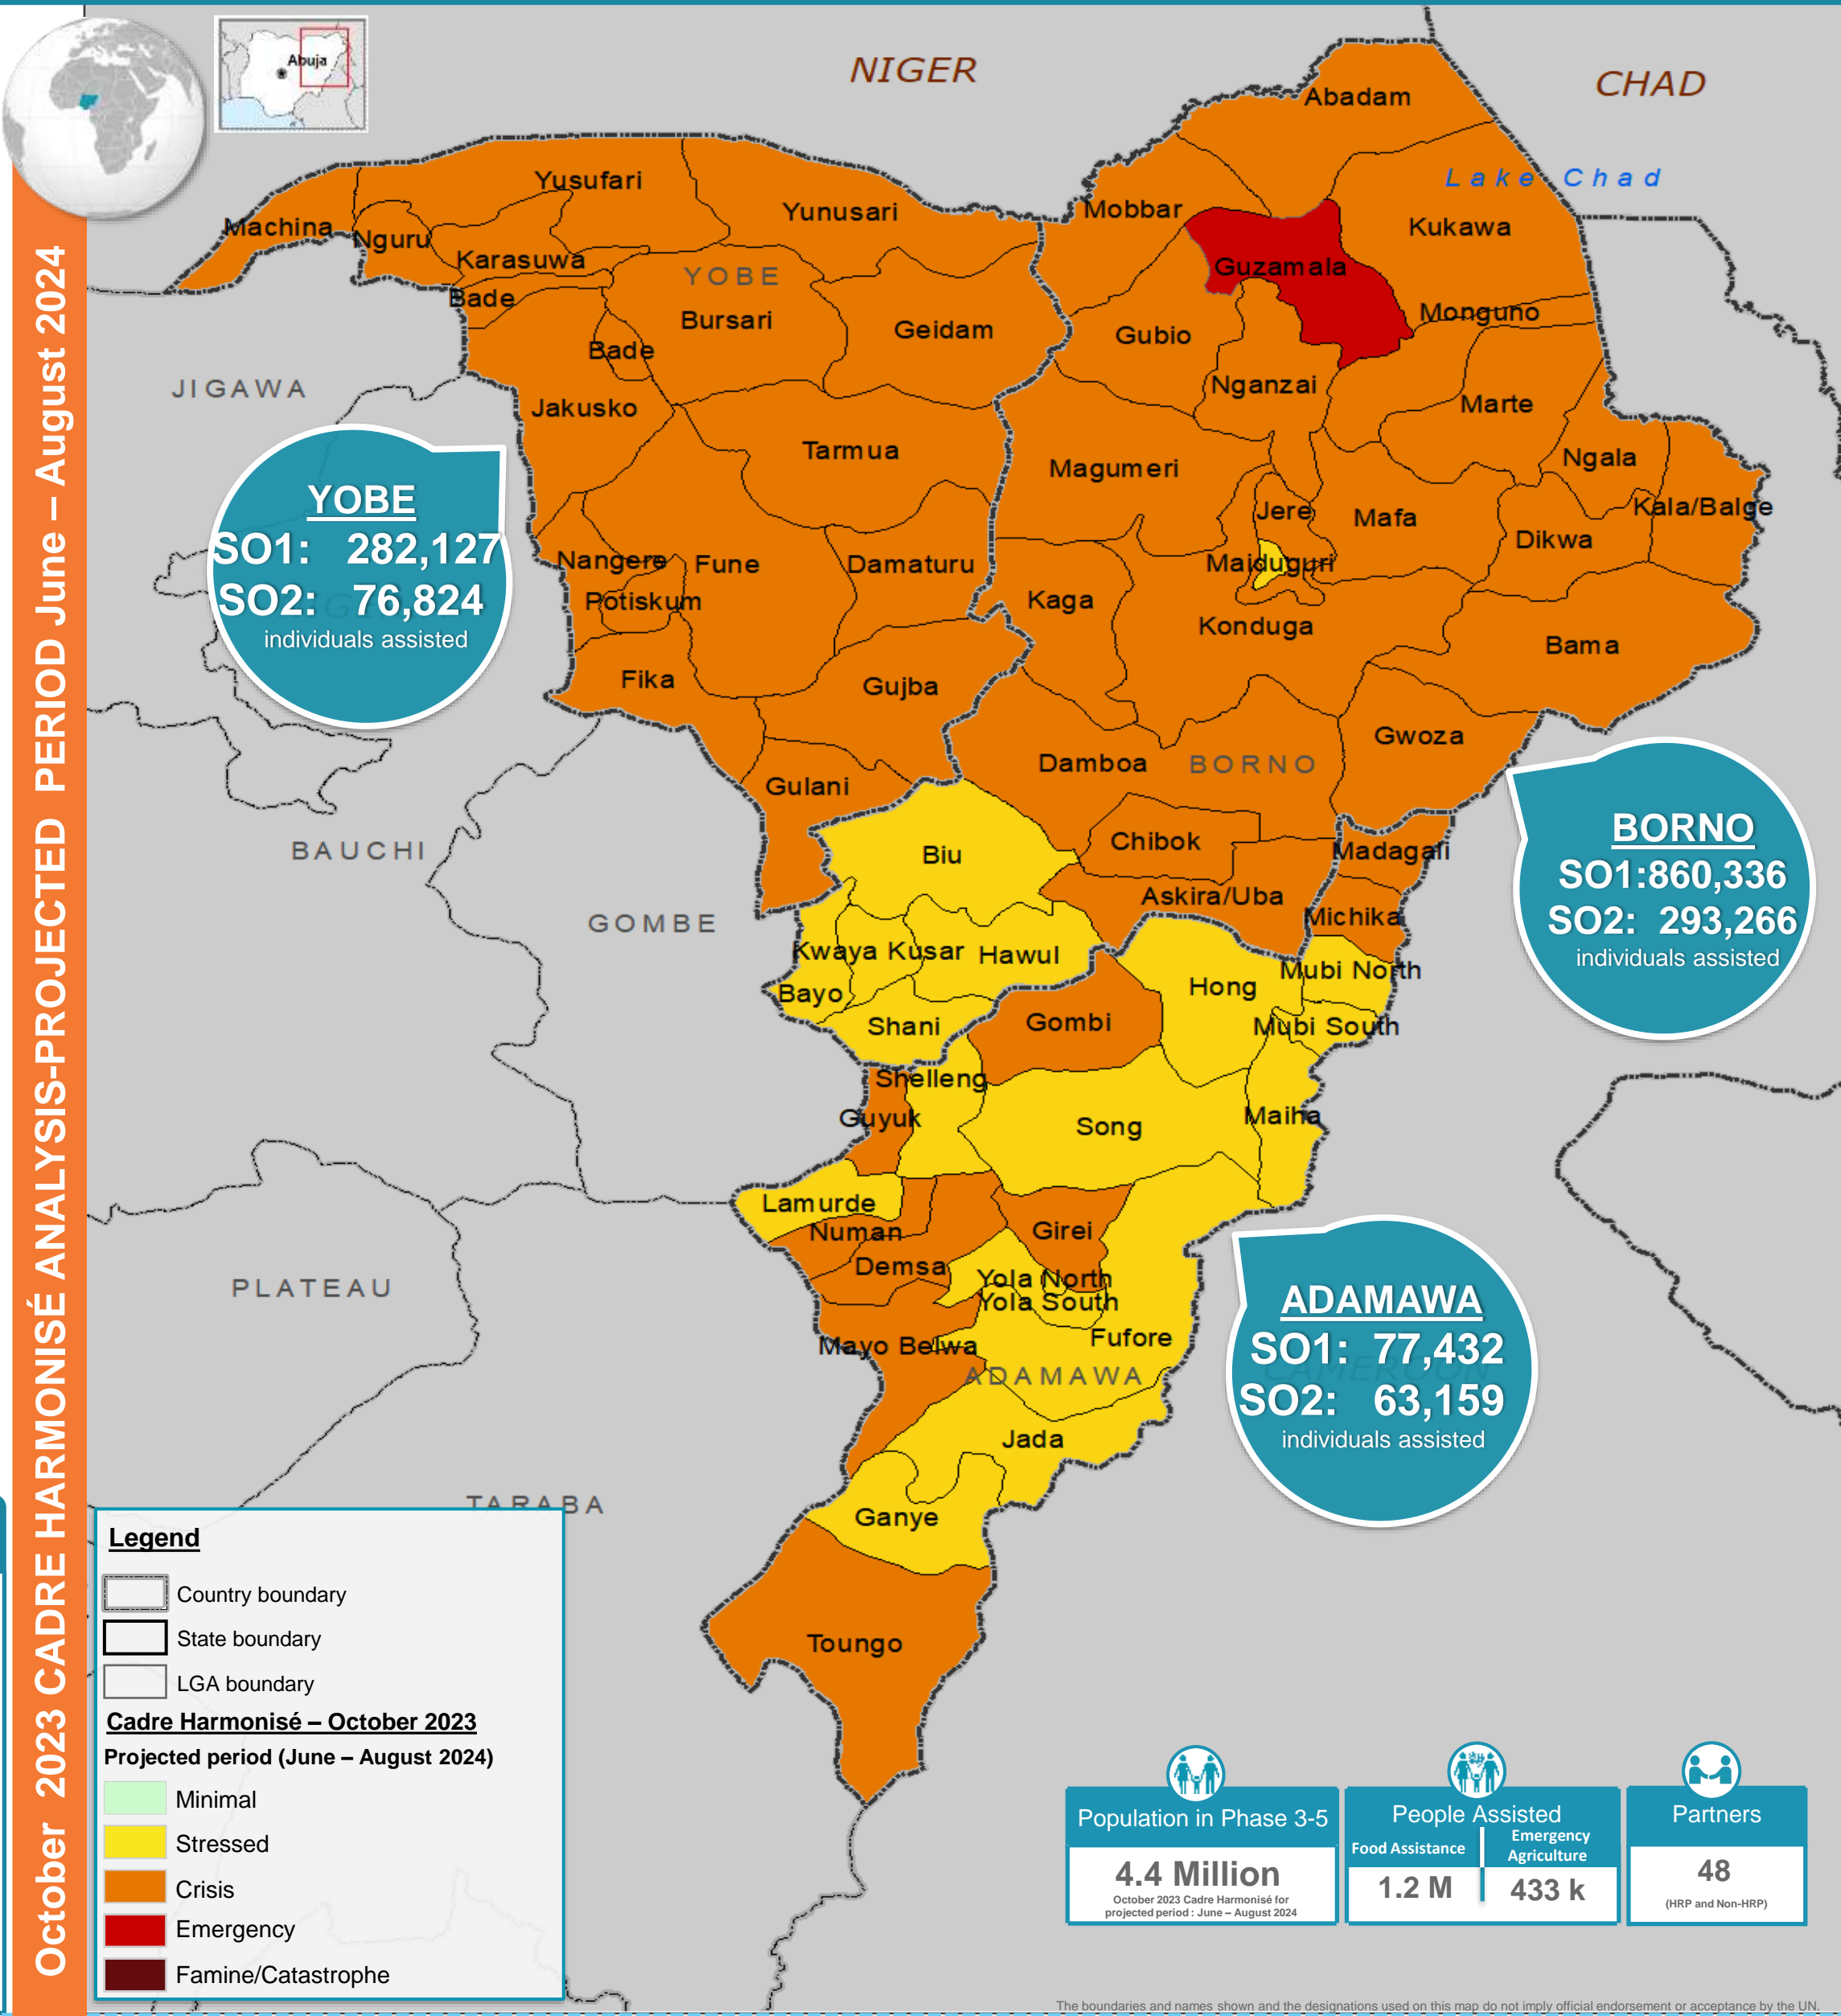 October 2023 CADRE HARMONISÉ ANALYSIS-PROJECTED PERIOD June – August 2024
Abuja
NIGER
CHAD
Lake Chad
Abadam
Yusufari
Machina
Nguru
Yunusari
Mobbar
Kukawa
Karasuwa
YOBE
Guzamala
Bade
Bursari
Geidam
Gubio
Monguno
Bade
JIGAWA
Jakusko
Nganzai
Marte
Tarmua
Magumeri
Ngala
Jere
Mafa
Kala/Balge
Dikwa
Nangere
Fune
Damaturu
Maiduguri
Potiskum
Kaga
Konduga
Bama
Fika
Gujba
Gwoza
Damboa
BORNO
Gulani
Chibok
Madagali
BAUCHI
Biu
Askira/Uba
Michika
GOMBE
Kwaya Kusar
Hawul
Mubi North
Bayo
Hong
Shani
Gombi
Mubi South
Shelleng
Guyuk
Song
Maiha
Lamurde
Numan
Girei
Demsa
Yola North
Yola South
PLATEAU
Fufore
Mayo Belwa
ADAMAWA
CAMEROON
Jada
TARABA
Ganye
Toungo
YOBE
SO1: 282,127
SO2: 76,824
individuals assisted
BORNO
SO1:860,336
SO2: 293,266
individuals assisted
ADAMAWA
SO1: 77,432
SO2: 63,159
individuals assisted
Legend
Country boundary
State boundary
LGA boundary
Cadre Harmonisé – October 2023
Projected period (June – August 2024)
Minimal
Stressed
Crisis
Emergency
Famine/Catastrophe
Population in Phase 3-5
4.4 Million
October 2023 Cadre Harmonisé for
projected period : June – August 2024
People Assisted
Food Assistance
1.2 M
Emergency
Agriculture
433 k
Partners
48
(HRP and Non-HRP)
The boundaries and names shown and the designations used on this map do not imply official endorsement or acceptance by the UN.